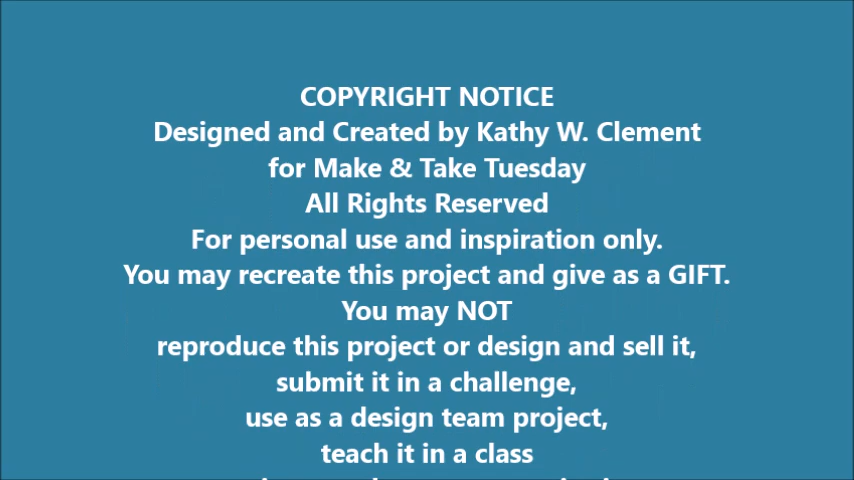 COPYRIGHT NOTICE
Designed and Created by Kathy W. Clement
for Make & Take Tuesday
All Rights Reserved
For personal use and inspiration only.
You may recreate this project and give as a GIFT.
You may NOT
reproduce this project or design and sell it,
submit it in a challenge,
use as a design team project,
teach it in a class